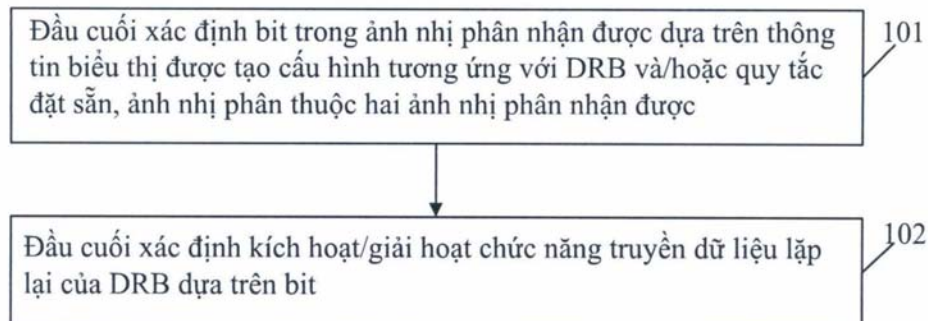 Đầu cuối xác định bit trong ảnh nhị phân nhận được dựa trên thông
tin biểu thị được tạo cấu hình tương ứng với DRB và/hoặc quy tắc
đặt sẵn, ảnh nhị phân thuộc hai ảnh nhị phân nhận được
101
Đầu cuối xác định kích hoạt/giải hoạt chức năng truyền dữ liệu lặp
lại của DRB dựa trên bit
102